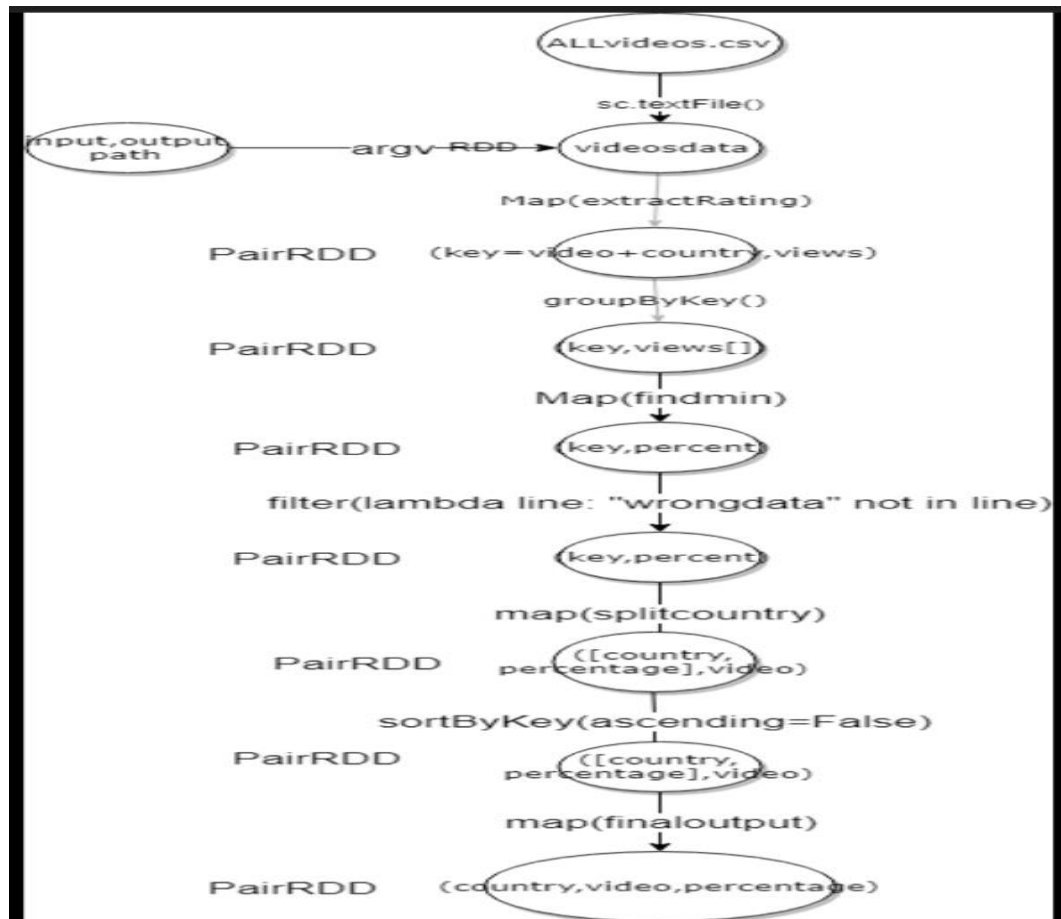 ALLvideos.csv
sc.textFile()
input,output
path
argv RDD
videosdata
Map(extractRating)
PairRDD
(key=video+country,views)
groupByKey()
PairRDD
(key,views[])
Map(findmin)
PairRDD
(key,percent)
filter(lambda line: "wrongdata" not in line)
PairRDD
(key,percent)
map(splitcountry)
PairRDD
([country,
percentage],video)
sortByKey(ascending=False)
PairRDD
([country,
percentage],video)
map(finaloutput)
PairRDD
(country,video,percentage)